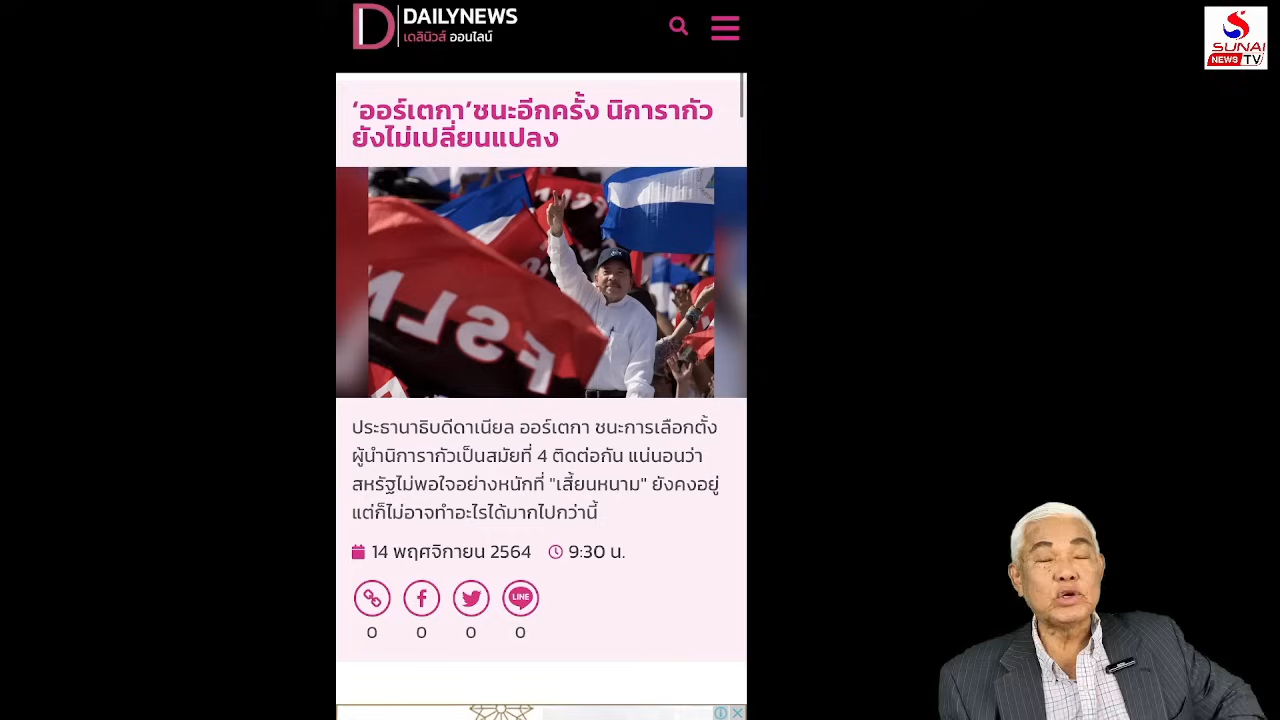 DAILYNEWS
เดลินิวส์ ออนไลน์
SUNAI
NEWS TV
‘ออร์เตกา’ชนะอีกครั้ง นิการากัว
ยังไม่เปลี่ยนแปลง
FSLN
ประธานาธิบดีดาเนียล ออร์เตกา ชนะการเลือกตั้ง
ผู้นำนิการากัวเป็นสมัยที่ 4 ติดต่อกัน แน่นอนว่า
สหรัฐไม่พอใจอย่างหนักที่ "เสี้ยนหนาม" ยังคงอยู่
แต่ก็ไม่อาจทำอะไรได้มากไปกว่านี้
14 พฤศจิกายน 2564 9:30 น.
LINE
0 0 0 0